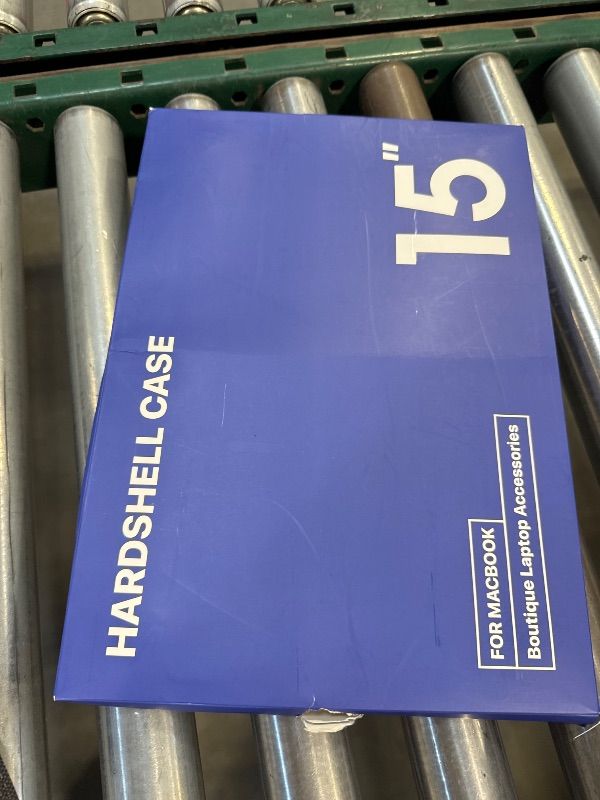 HARDSHELL CASE
15"
FOR MACBOOK
Boutique Laptop Accessories